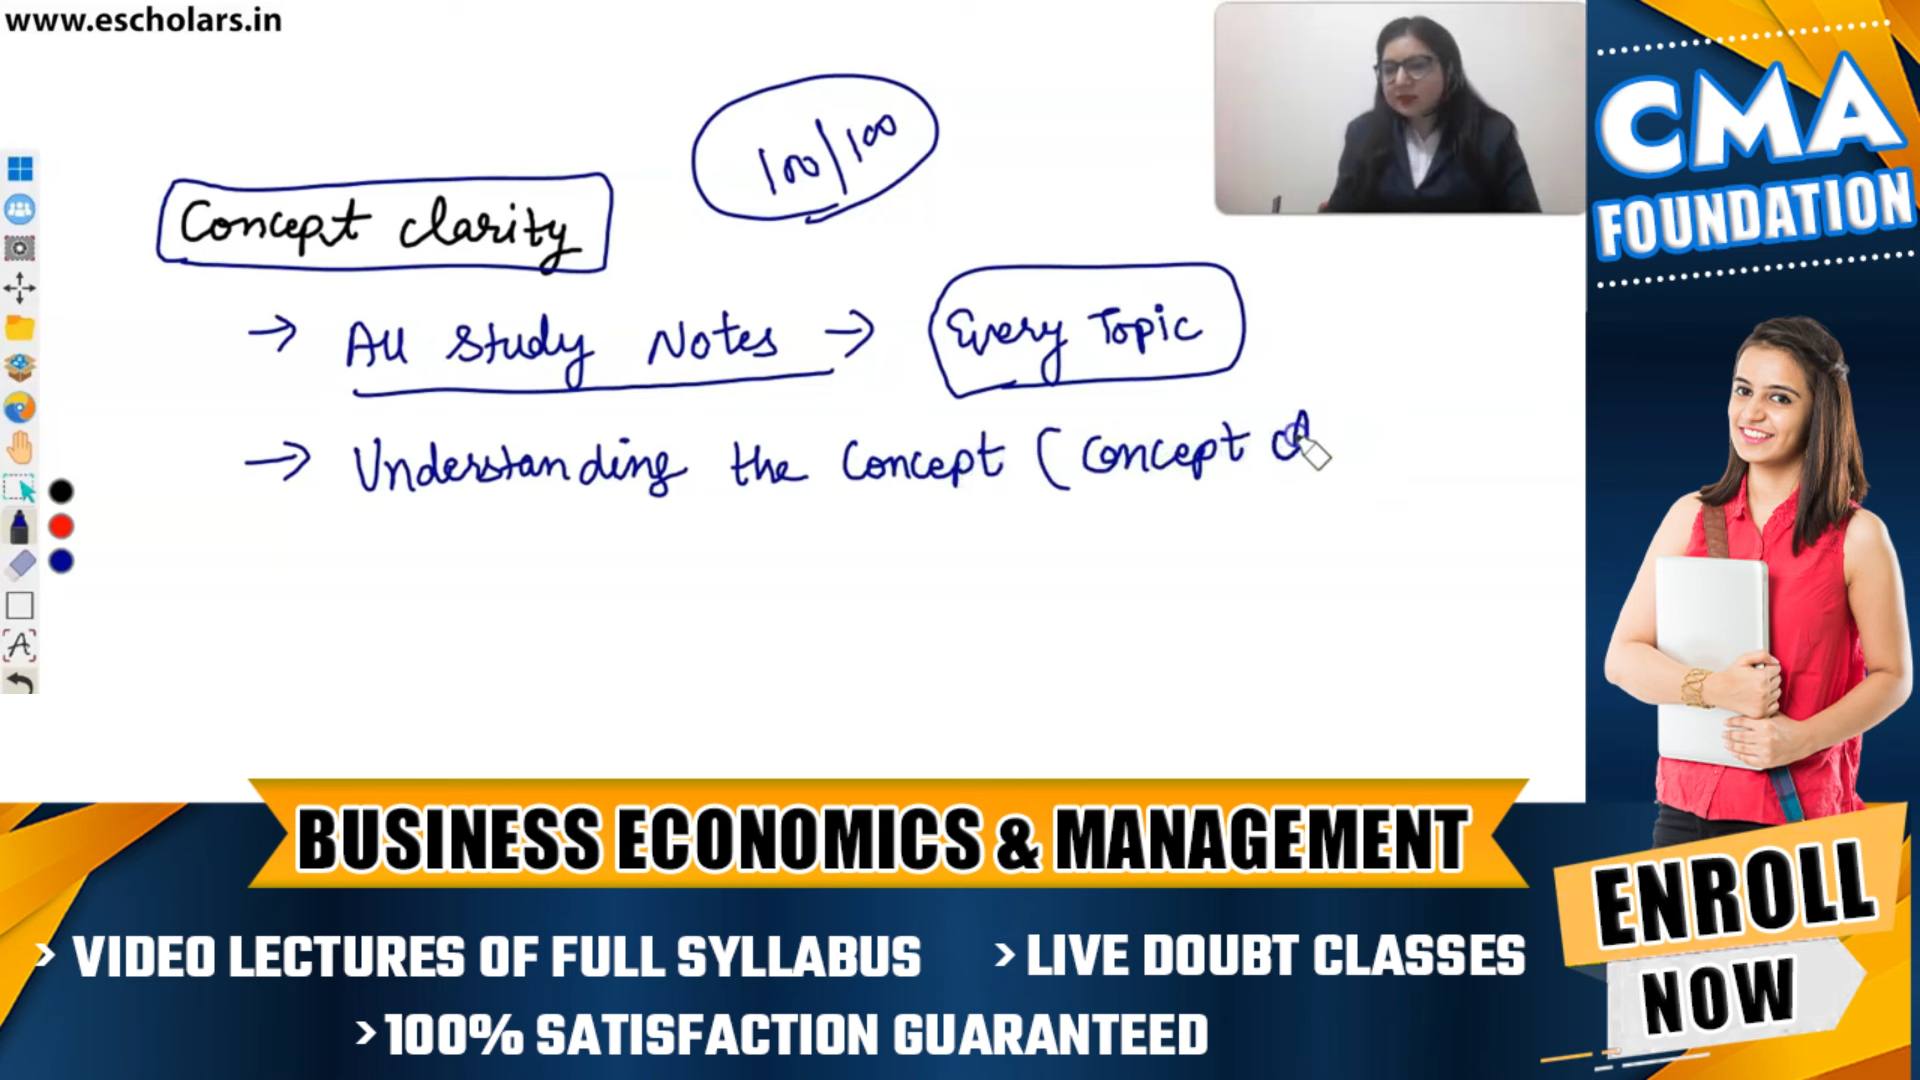 www.escholars.in
100/100
Concept clarity
→ All Study Notes → Every Topic
→ Understanding the Concept (Concept
CMA
FOUNDATION
BUSINESS ECONOMICS & MANAGEMENT
> VIDEO LECTURES OF FULL SYLLABUS > LIVE DOUBT CLASSES
> 100% SATISFACTION GUARANTEED
ENROLL
NOW